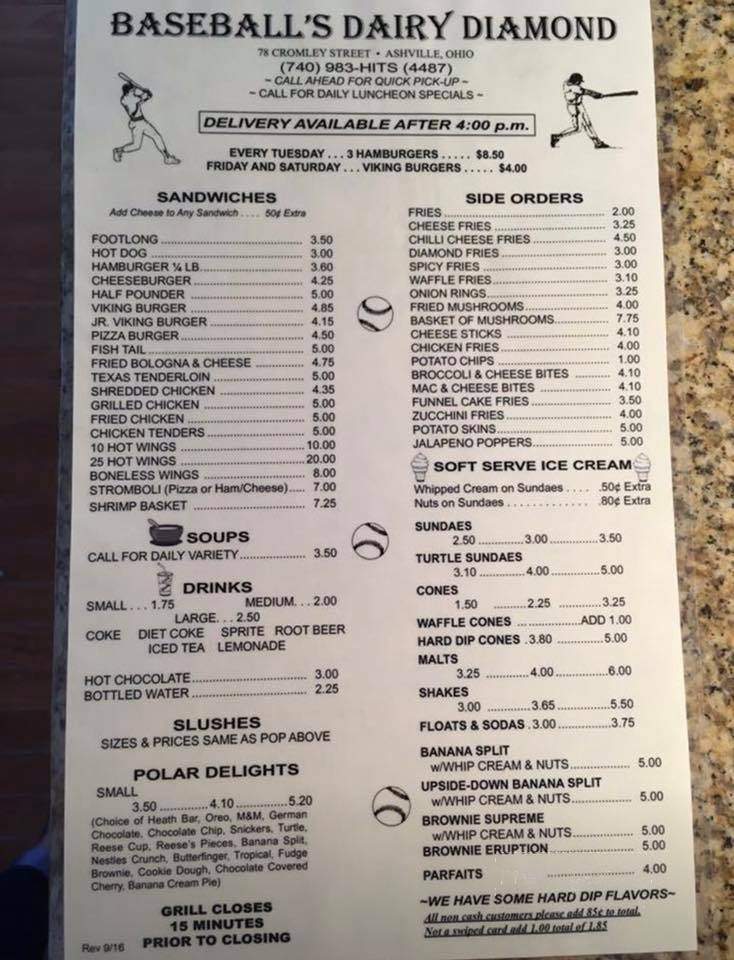 BASEBALL'S DAIRY DIAMOND
78 CROMLEY STREET • ASHVILLE, OHIO
(740) 983-HITS (4487)
~ CALL AHEAD FOR QUICK PICK-UP ~
~ CALL FOR DAILY LUNCHEON SPECIALS ~
DELIVERY AVAILABLE AFTER 4:00 p.m.
EVERY TUESDAY . . . 3 HAMBURGERS . . . . . $8.50
FRIDAY AND SATURDAY . . . VIKING BURGERS . . . . . $4.00
SANDWICHES
Add Cheese to Any Sandwich . . . . 50¢ Extra
FOOTLONG 3.50
HOT DOG 3.00
HAMBURGER ¼ LB 3.60
CHEESEBURGER 4.25
HALF POUNDER 5.00
VIKING BURGER 4.85
JR. VIKING BURGER 4.15
PIZZA BURGER 4.50
FISH TAIL 5.00
FRIED BOLOGNA & CHEESE 4.75
TEXAS TENDERLOIN 5.00
SHREDDED CHICKEN 4.35
GRILLED CHICKEN 5.00
FRIED CHICKEN 5.00
CHICKEN TENDERS 5.00
10 HOT WINGS 10.00
25 HOT WINGS 20.00
BONELESS WINGS 8.00
STROMBOLI (Pizza or Ham/Cheese) 7.00
SHRIMP BASKET 7.25
SOUPS
CALL FOR DAILY VARIETY 3.50
DRINKS
SMALL . . . 1.75 MEDIUM. . . 2.00
LARGE. . . 2.50
COKE DIET COKE SPRITE ROOT BEER
ICED TEA LEMONADE
HOT CHOCOLATE 3.00
BOTTLED WATER 2.25
SLUSHES
SIZES & PRICES SAME AS POP ABOVE
POLAR DELIGHTS
SMALL
3.50 4.10 5.20
(Choice of Heath Bar, Oreo, M&M, German
Chocolate, Chocolate Chip, Snickers, Turtle,
Reese Cup, Reese's Pieces, Banana Split,
Nestles Crunch, Butterfinger, Tropical, Fudge
Brownie, Cookie Dough, Chocolate Covered
Cherry, Banana Cream Pie)
GRILL CLOSES
15 MINUTES
PRIOR TO CLOSING
Rev 9/16
SIDE ORDERS
FRIES 2.00
CHEESE FRIES 3.25
CHILLI CHEESE FRIES 4.50
DIAMOND FRIES 3.00
SPICY FRIES 3.00
WAFFLE FRIES 3.10
ONION RINGS 3.25
FRIED MUSHROOMS 4.00
BASKET OF MUSHROOMS 7.75
CHEESE STICKS 4.10
CHICKEN FRIES 4.00
POTATO CHIPS 1.00
BROCCOLI & CHEESE BITES 4.10
MAC & CHEESE BITES 4.10
FUNNEL CAKE FRIES 3.50
ZUCCHINI FRIES 4.00
POTATO SKINS 5.00
JALAPENO POPPERS 5.00
SOFT SERVE ICE CREAM
Whipped Cream on Sundaes . . . . .50¢ Extra
Nuts on Sundaes . . . . . . . . . . . . .80¢ Extra
SUNDAES
2.50 3.00 3.50
TURTLE SUNDAES
3.10 4.00 5.00
CONES
1.50 2.25 3.25
WAFFLE CONES ADD 1.00
HARD DIP CONES 3.80 5.00
MALTS
3.25 4.00 6.00
SHAKES
3.00 3.65 5.50
FLOATS & SODAS 3.00 3.75
BANANA SPLIT
w/WHIP CREAM & NUTS 5.00
UPSIDE-DOWN BANANA SPLIT
w/WHIP CREAM & NUTS 5.00
BROWNIE SUPREME
w/WHIP CREAM & NUTS 5.00
BROWNIE ERUPTION 5.00
PARFAITS 4.00
~WE HAVE SOME HARD DIP FLAVORS~
All non cash customers please add 85¢ to total.
Not a swiped card add 1.00 total of 1.85